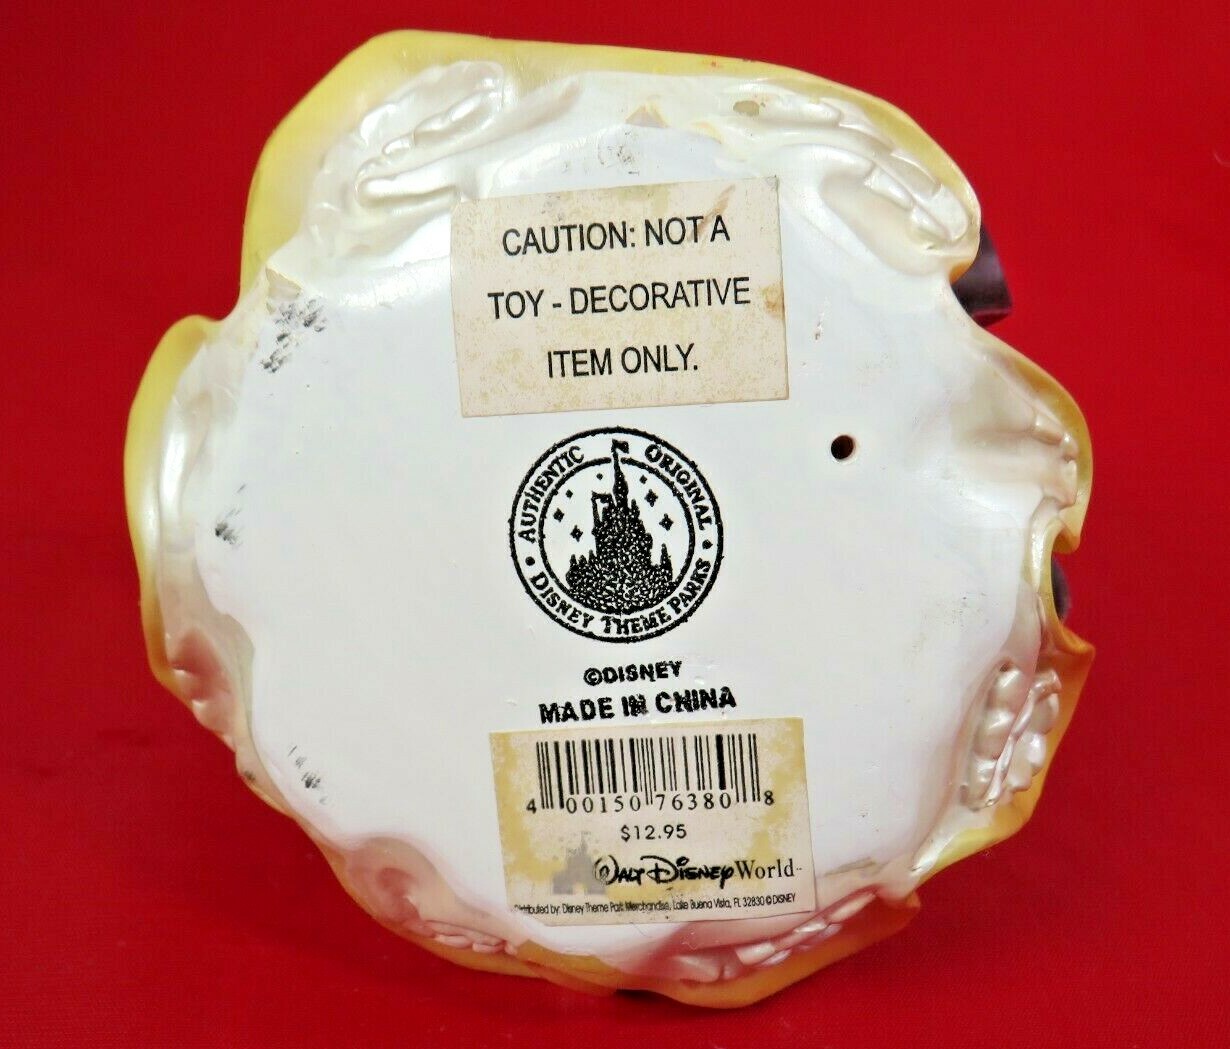 CAUTION: NOT A
TOY - DECORATIVE
ITEM ONLY.
AUTHENTIC ORIGINAL
• DISNEY THEME PARKS •
©DISNEY
MADE IN CHINA
4 00150 76380 8
$12.95
WALT DISNEY World
Distributed by: Disney Theme Park Merchandise, Lake Buena Vista, FL 32830 © DISNEY